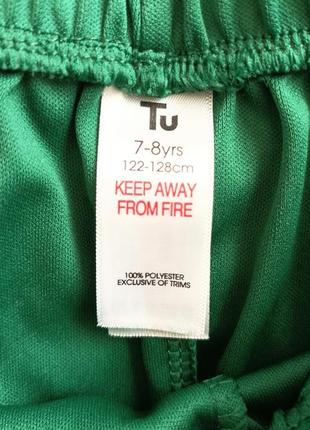 Tu
7-8yrs
122-128cm
KEEP AWAY
FROM FIRE
100% POLYESTER
EXCLUSIVE OF TRIMS